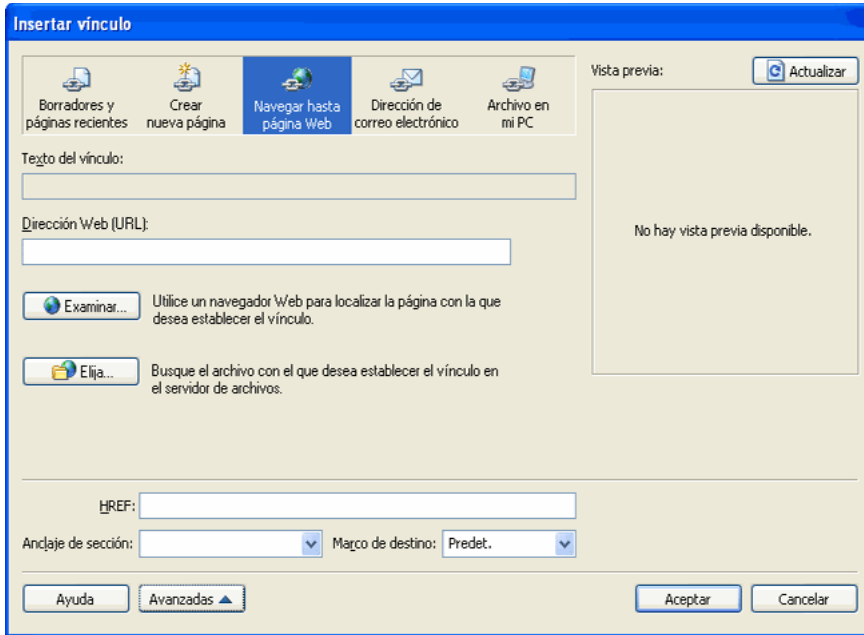 Insertar vínculo
Borradores y
páginas recientes
Crear
nueva página
Navegar hasta
página Web
Dirección de
correo electrónico
Archivo en
mi PC
Vista previa:
Actualizar
Texto del vínculo:
No hay vista previa disponible.
Dirección Web (URL):
Examinar...
Utilice un navegador Web para localizar la página con la que
desea establecer el vínculo.
Elija...
Busque el archivo con el que desea establecer el vínculo en
el servidor de archivos.
HREF:
Anclaje de sección:
Marco de destino:
Predet.
Ayuda
Avanzadas
Aceptar
Cancelar